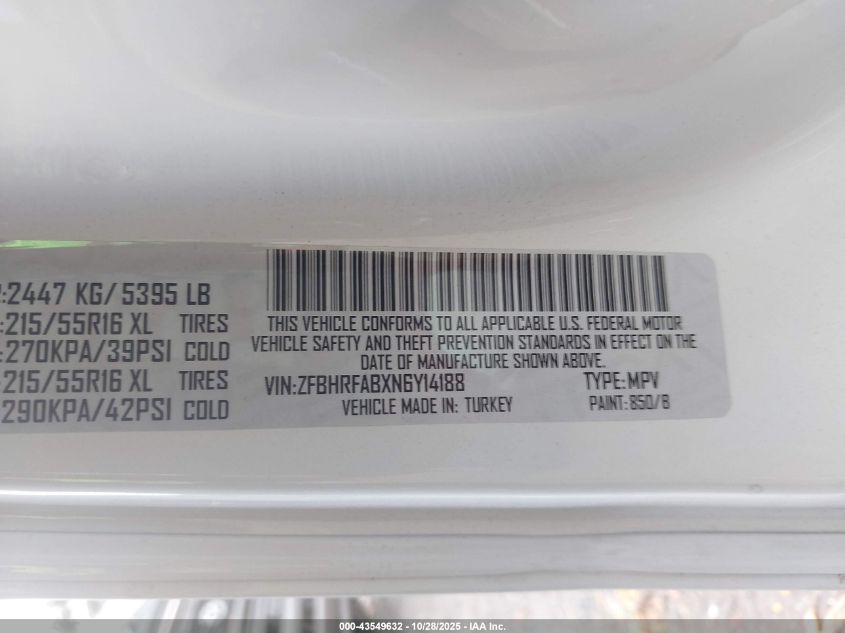 :2447 KG/ 5395 LB
:215/55R16 XL TIRES
:270KPA/39PSI COLD
:215/55R16 XL TIRES
290KPA/42PSI COLD
THIS VEHICLE CONFORMS TO ALL APPLICABLE U.S. FEDERAL MOTOR
VEHICLE SAFETY AND THEFT PREVENTION STANDARDS IN EFFECT ON THE
DATE OF MANUFACTURE SHOWN ABOVE.
VIN:ZFBHRFABXN6Y14188 TYPE:MPV
VEHICLE MADE IN: TURKEY PAINT:850/B
000-43549632 - 10/28/2025 - IAA Inc.